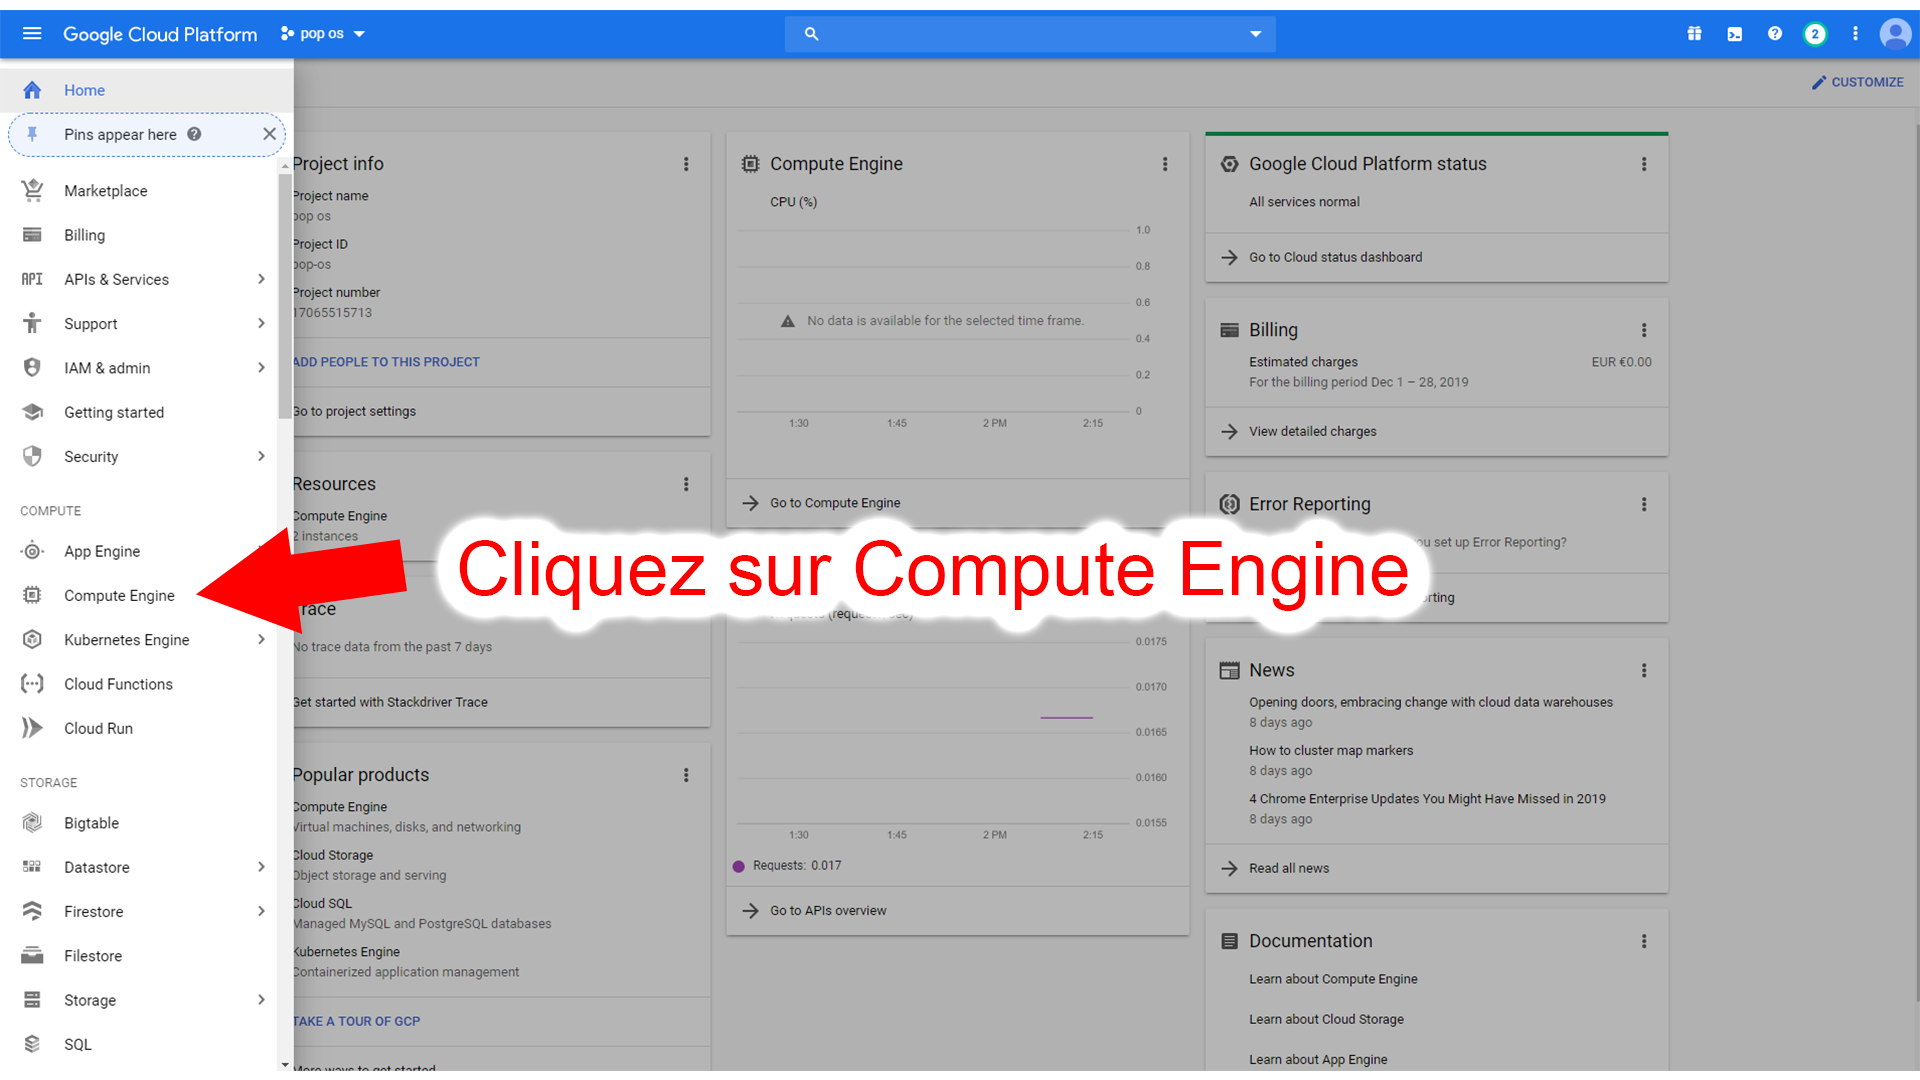 Google Cloud Platform
pop os
2
Home
Pins appear here
Marketplace
Billing
API
APIs & Services
Support
IAM & admin
Getting started
Security
COMPUTE
App Engine
Compute Engine
Kubernetes Engine
Cloud Functions
Cloud Run
STORAGE
Bigtable
Datastore
Firestore
Filestore
Storage
SQL
CUSTOMIZE
Project info
Project name
pop os
Project ID
pop-os
Project number
17065515713
ADD PEOPLE TO THIS PROJECT
Go to project settings
Resources
Compute Engine
2 instances
Trace
No trace data from the past 7 days
Get started with Stackdriver Trace
Popular products
Compute Engine
Virtual machines, disks, and networking
Cloud Storage
Object storage and serving
Cloud SQL
Managed MySQL and PostgreSQL databases
Kubernetes Engine
Containerized application management
TAKE A TOUR OF GCP
More ways to get started
Compute Engine
CPU (%)
1.0
0.8
0.6
No data is available for the selected time frame.
0.4
0.2
0
1:30 1:45 2 PM 2:15
Go to Compute Engine
Cliquez sur Compute Engine
0.0175
0.0170
0.0165
0.0160
0.0155
1:30 1:45 2 PM 2:15
Requests: 0.017
Go to APIs overview
Google Cloud Platform status
All services normal
Go to Cloud status dashboard
Billing
Estimated charges EUR €0.00
For the billing period Dec 1 – 28, 2019
View detailed charges
Error Reporting
you set up Error Reporting?
News
Opening doors, embracing change with cloud data warehouses
8 days ago
How to cluster map markers
8 days ago
4 Chrome Enterprise Updates You Might Have Missed in 2019
8 days ago
Read all news
Documentation
Learn about Compute Engine
Learn about Cloud Storage
Learn about App Engine